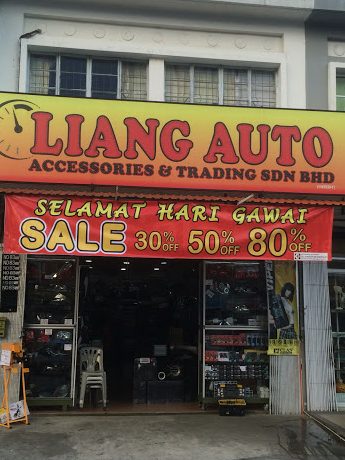 LIANG AUTO
ACCESSORIES & TRADING SDN BHD
SELAMAT HARI GAWAI
SALE 30% OFF 50% OFF 80% OFF